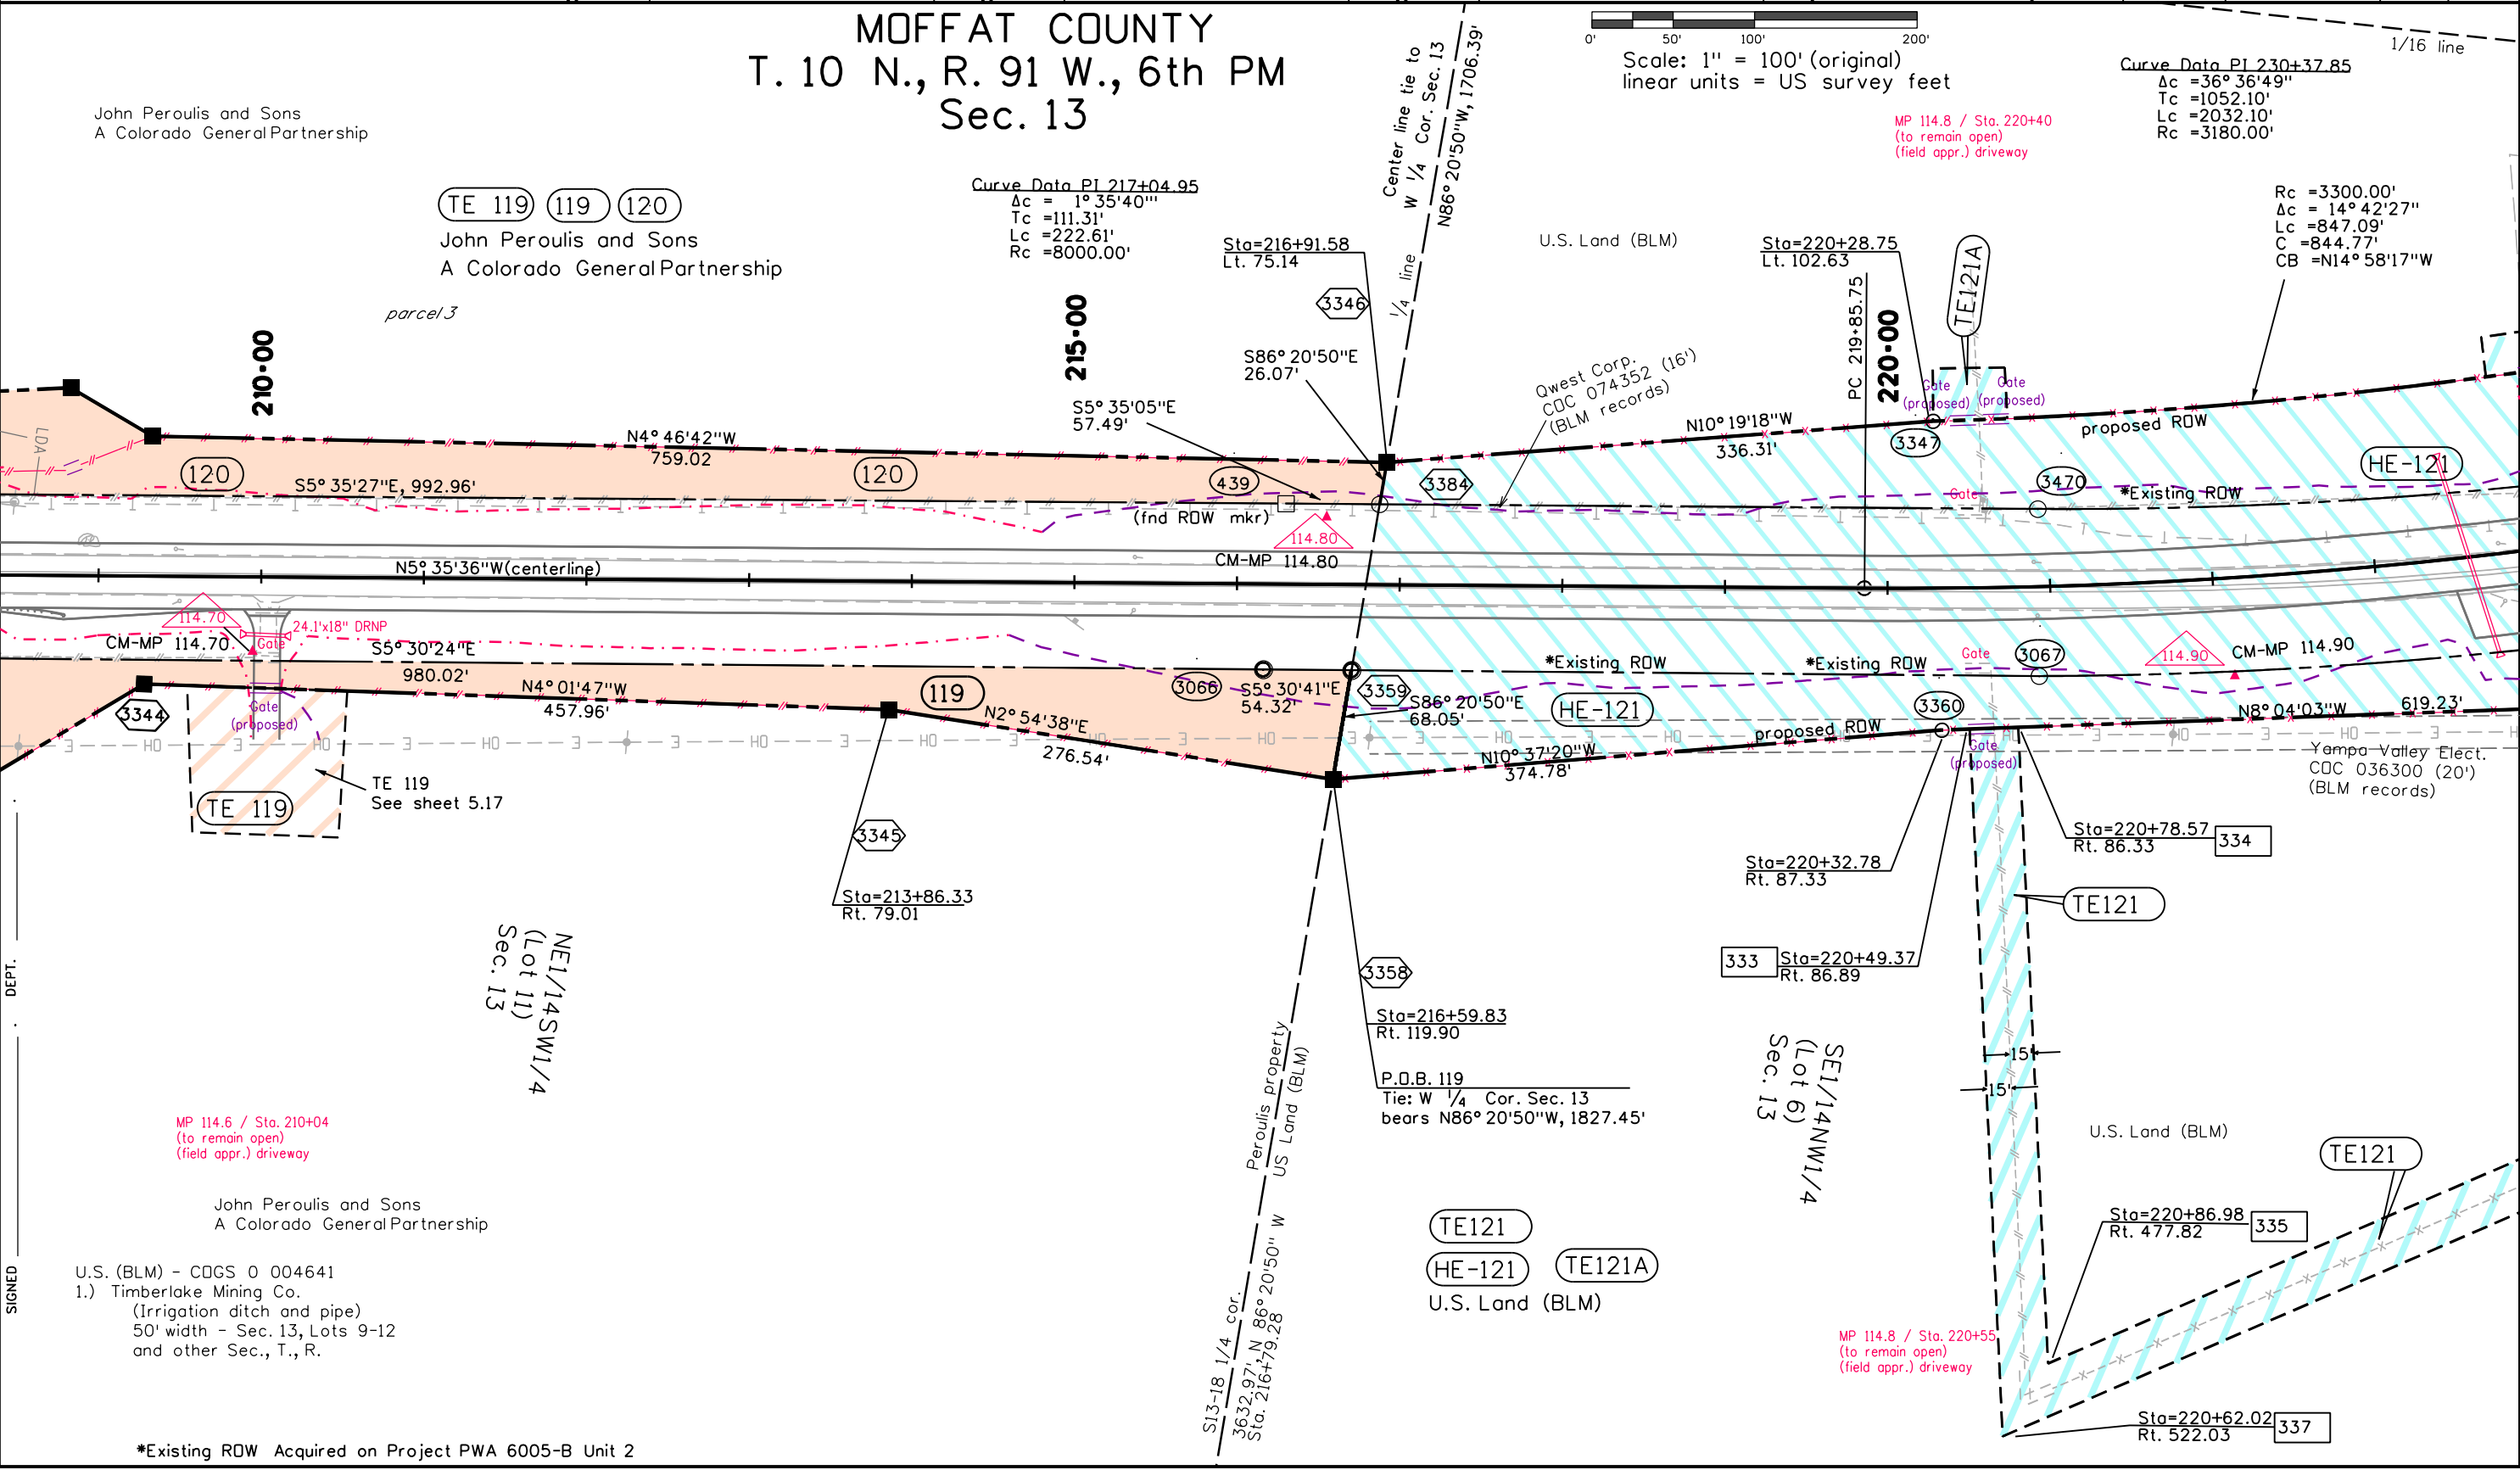 MOFFAT COUNTY
T. 10 N., R. 91 W., 6th PM
Sec. 13
0' 50' 100' 200'
Scale: 1" = 100' (original)
linear units = US survey feet
1/16 line
Curve Data PI 230+37.85
Δc =36°36'49"
Tc =1052.10'
Lc =2032.10'
Rc =3180.00'
John Peroulis and Sons
A Colorado General Partnership
MP 114.8 / Sta. 220+40
(to remain open)
(field appr.) driveway
Center line tie to
W 1/4 Cor. Sec. 13
N86°20'50"W, 1706.39'
1/4 line
Curve Data PI 217+04.95
Δc = 1°35'40'"
Tc =111.31'
Lc =222.61'
Rc =8000.00'
TE 119 119 120
John Peroulis and Sons
A Colorado General Partnership
parcel 3
Rc =3300.00'
Δc = 14°42'27"
Lc =847.09'
C =844.77'
CB =N14°58'17"W
Sta=216+91.58
Lt. 75.14
3346
U.S. Land (BLM)
Sta=220+28.75
Lt. 102.63
TE121A
PC 219+85.75
210+00
215+00
220+00
S86°20'50"E
26.07'
S5°35'05"E
57.49'
Qwest Corp.
COC 074352 (16')
(BLM records)
Gate
(proposed)
Gate
(proposed)
N4°46'42"W
759.02
N10°19'18"W
336.31'
3347
proposed ROW
LDA
120
120
439
3384
3470
HE-121
S5°35'27"E, 992.96'
(fnd ROW mkr)
Gate
*Existing ROW
114.80
CM-MP 114.80
N5°35'36"W(centerline)
114.70
CM-MP 114.70
24.1'x18" DRNP
Gate
S5°30'24"E
980.02'
*Existing ROW
*Existing ROW
Gate
3067
114.90
CM-MP 114.90
3344
Gate
(proposed)
N4°01'47"W
457.96'
119
3066
S5°30'41"E
54.32'
3359
S86°20'50"E
68.05'
HE-121
3360
N8°04'03"W 619.23'
N2°54'38"E
276.54'
N10°37'20"W
374.78'
proposed ROW
Gate
(proposed)
Yampa Valley Elect.
COC 036300 (20')
(BLM records)
TE 119
See sheet 5.17
TE 119
3345
Sta=213+86.33
Rt. 79.01
Sta=220+78.57
Rt. 86.33
334
Sta=220+32.78
Rt. 87.33
TE121
333
Sta=220+49.37
Rt. 86.89
NE1/14SW1/4
(Lot 11)
Sec. 13
3358
Sta=216+59.83
Rt. 119.90
P.O.B. 119
Tie: W 1/4 Cor. Sec. 13
bears N86°20'50"W, 1827.45'
SE1/14NW1/4
(Lot 6)
Sec. 13
15'
15'
DEPT.
SIGNED
MP 114.6 / Sta. 210+04
(to remain open)
(field appr.) driveway
Peroulis property
US Land (BLM)
U.S. Land (BLM)
TE121
John Peroulis and Sons
A Colorado General Partnership
TE121
HE-121 TE121A
U.S. Land (BLM)
Sta=220+86.98
Rt. 477.82
335
U.S. (BLM) - COGS 0 004641
1.) Timberlake Mining Co.
(Irrigation ditch and pipe)
50' width - Sec. 13, Lots 9-12
and other Sec., T., R.
S13-18 1/4 cor.
3632.97', N 86°20'50" W
Sta. 216+79.28
MP 114.8 / Sta. 220+55
(to remain open)
(field appr.) driveway
Sta=220+62.02
Rt. 522.03
337
*Existing ROW Acquired on Project PWA 6005-B Unit 2